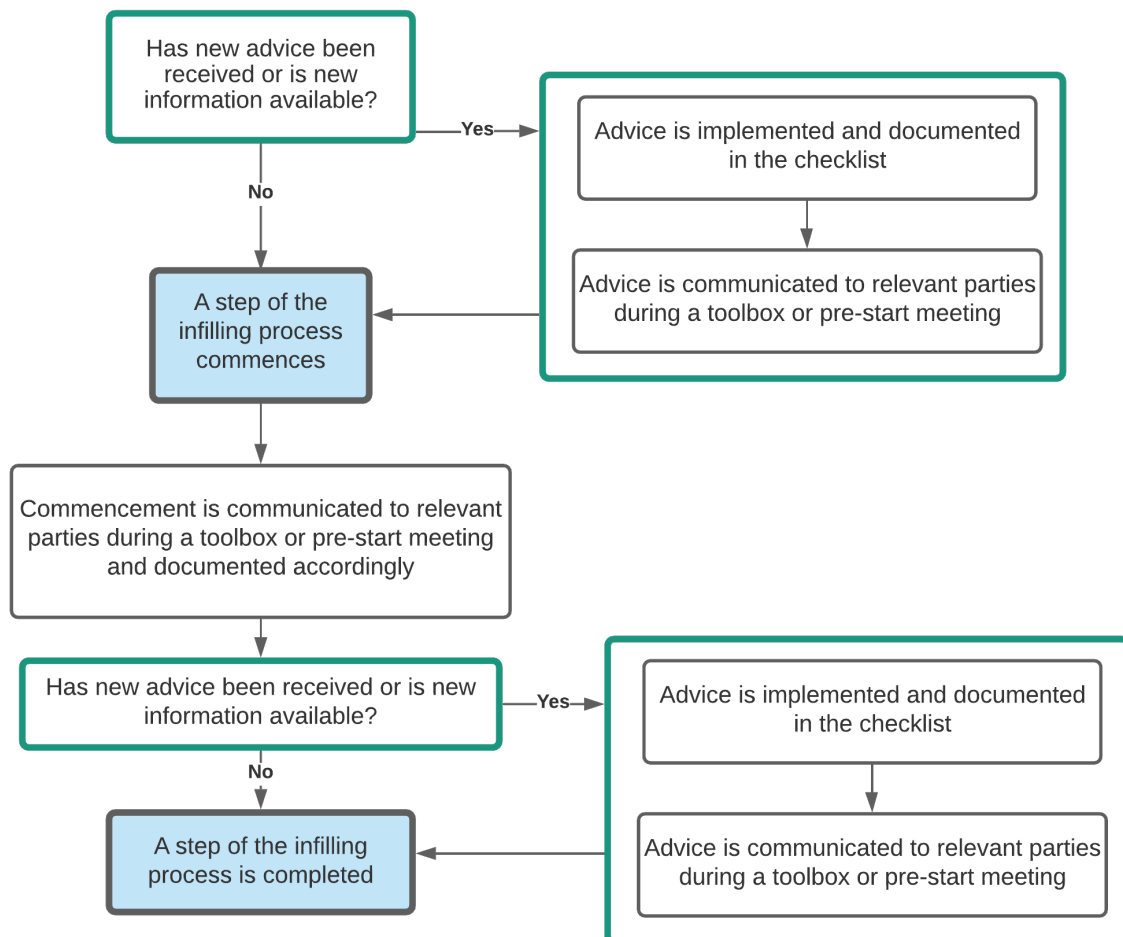 Has new advice been
received or is new
information available?
Yes
Advice is implemented and documented
in the checklist
No
Advice is communicated to relevant parties
during a toolbox or pre-start meeting
A step of the
infilling process
commences
Commencement is communicated to relevant
parties during a toolbox or pre-start meeting
and documented accordingly
Has new advice been received or is new
information available?
Yes
Advice is implemented and documented
in the checklist
No
Advice is communicated to relevant parties
during a toolbox or pre-start meeting
A step of the infilling
process is completed